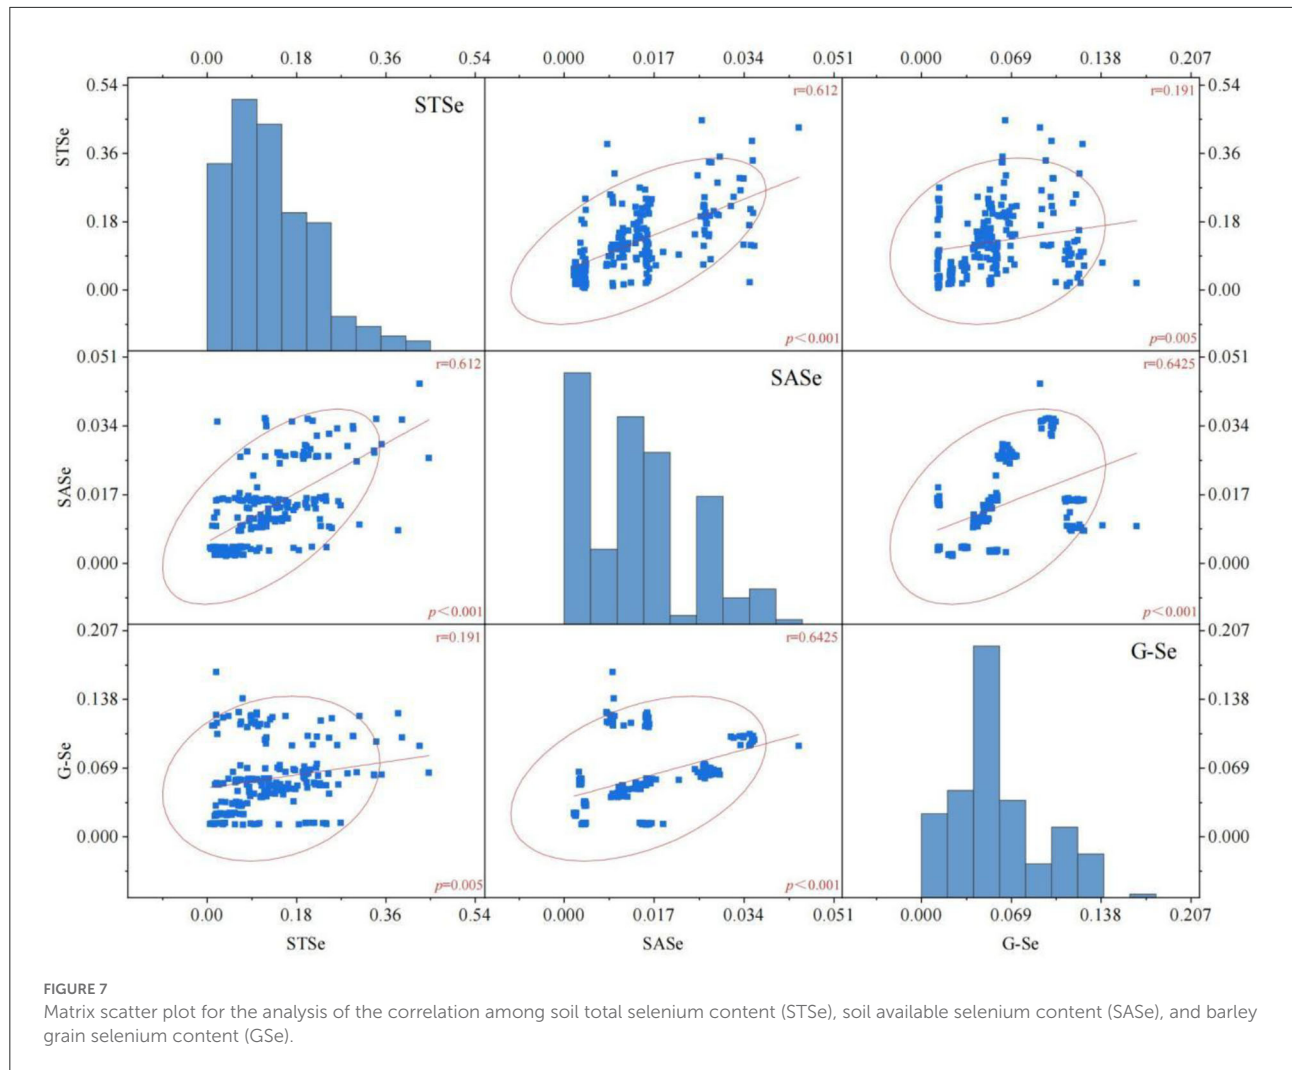 0.00 0.18 0.36 0.54 0.000 0.017 0.034 0.051 0.000 0.069 0.138 0.207
0.54 STSe r=0.612 r=0.191 0.54
0.36 0.36
STSe
0.18 0.18
0.00 0.00
p<0.001 p=0.005
0.051 r=0.612 SASe r=0.6425 0.051
0.034 0.034
SASe
0.017 0.017
0.000 0.000
p<0.001 p<0.001
0.207 r=0.191 r=0.6425 G-Se 0.207
0.138 0.138
G-Se
0.069 0.069
0.000 0.000
p=0.005 p<0.001
0.00 0.18 0.36 0.54 0.000 0.017 0.034 0.051 0.000 0.069 0.138 0.207
STSe SASe G-Se
FIGURE 7
Matrix scatter plot for the analysis of the correlation among soil total selenium content (STSe), soil available selenium content (SASe), and barley
grain selenium content (GSe).